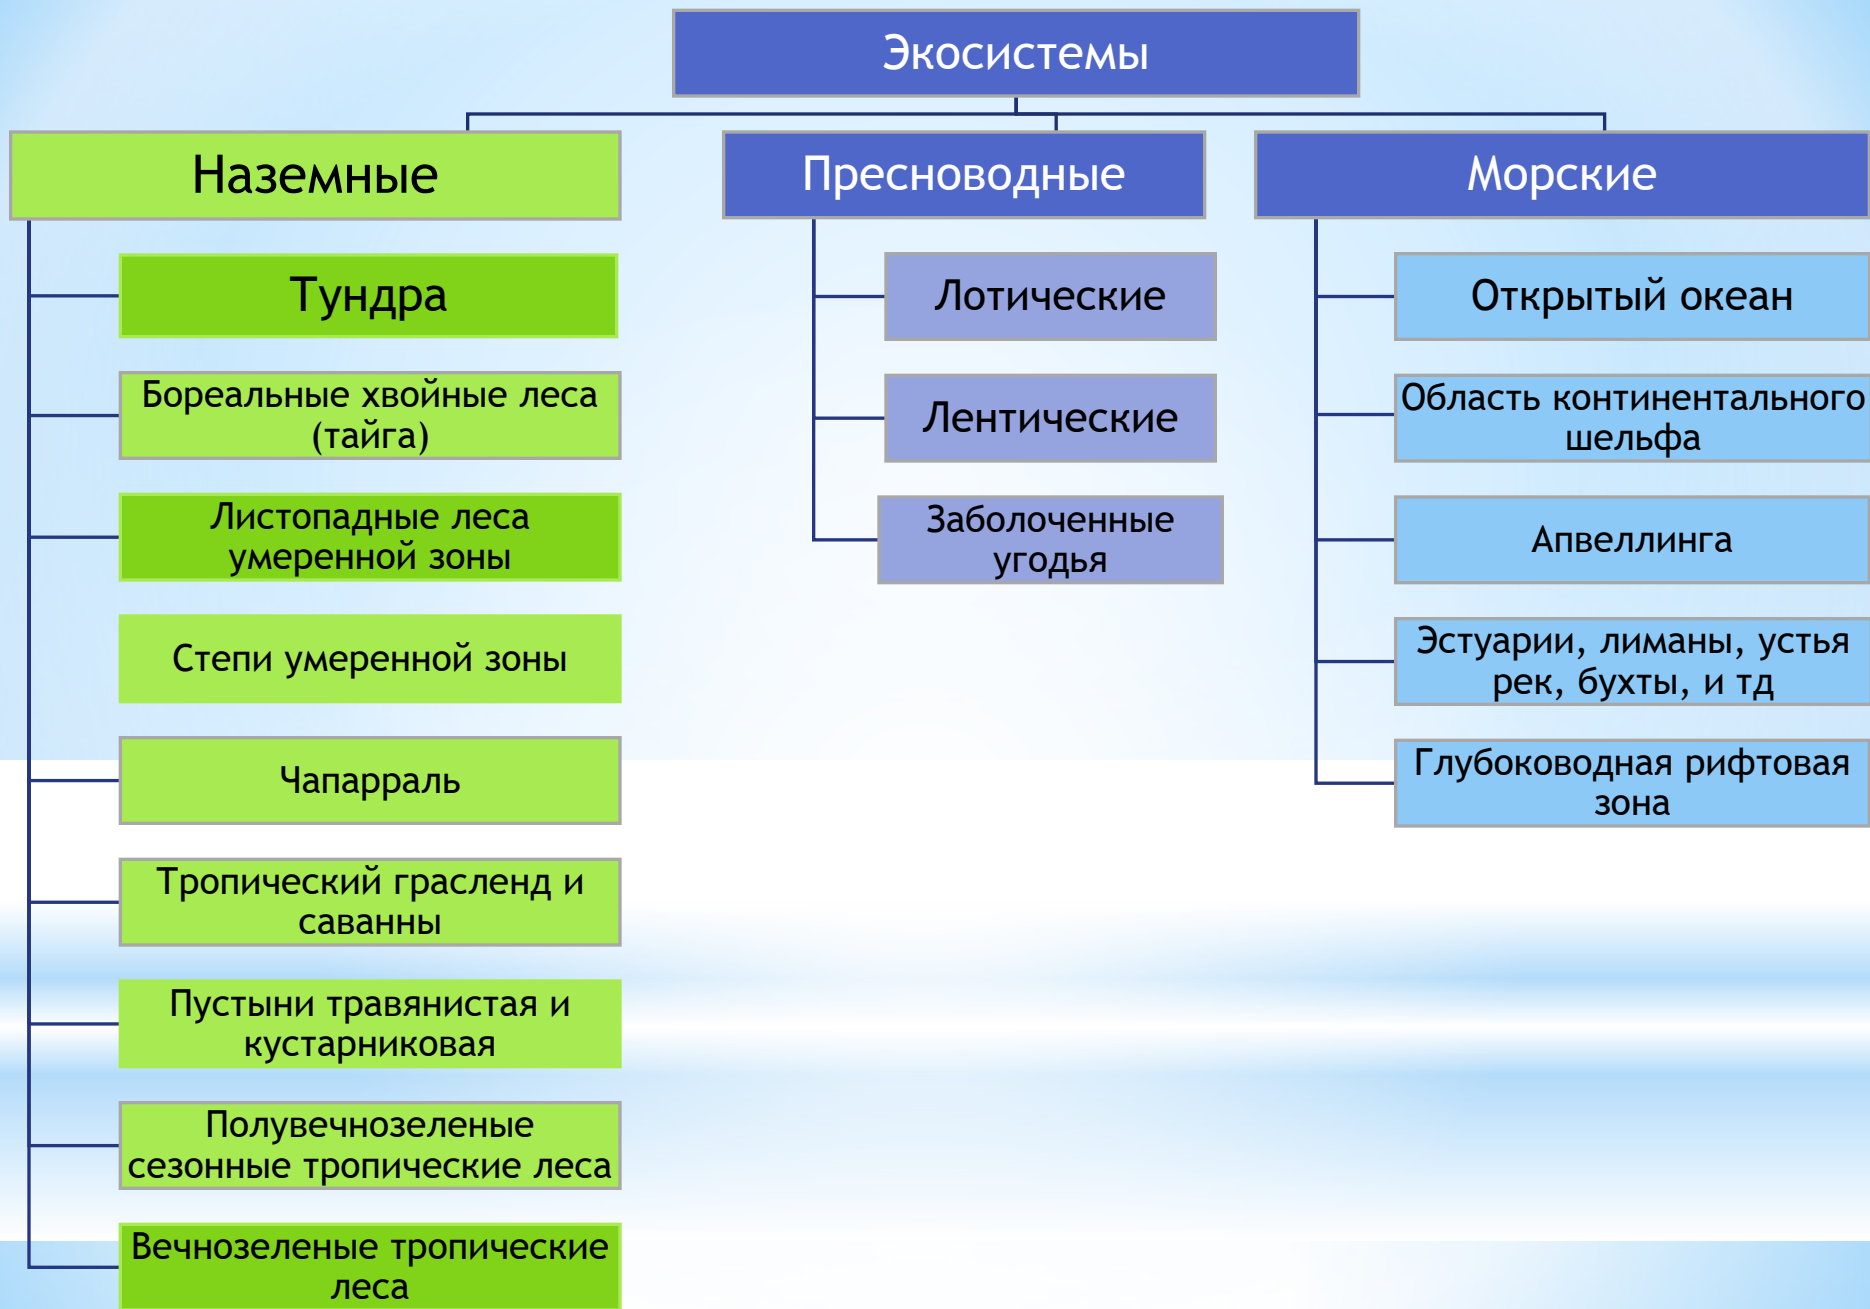 Экосистемы
Наземные
Тундра
Бореальные хвойные леса
(тайга)
Листопадные леса
умеренной зоны
Степи умеренной зоны
Чапарраль
Тропический грасленд и
саванны
Пустыни травянистая и
кустарниковая
Полувечнозеленые
сезонные тропические леса
Вечнозеленые тропические
леса
Пресноводные
Лотические
Лентические
Заболоченные
угодья
Морские
Открытый океан
Область континентального
шельфа
Апвеллинга
Эстуарии, лиманы, устья
рек, бухты, и тд
Глубоководная рифтовая
зона